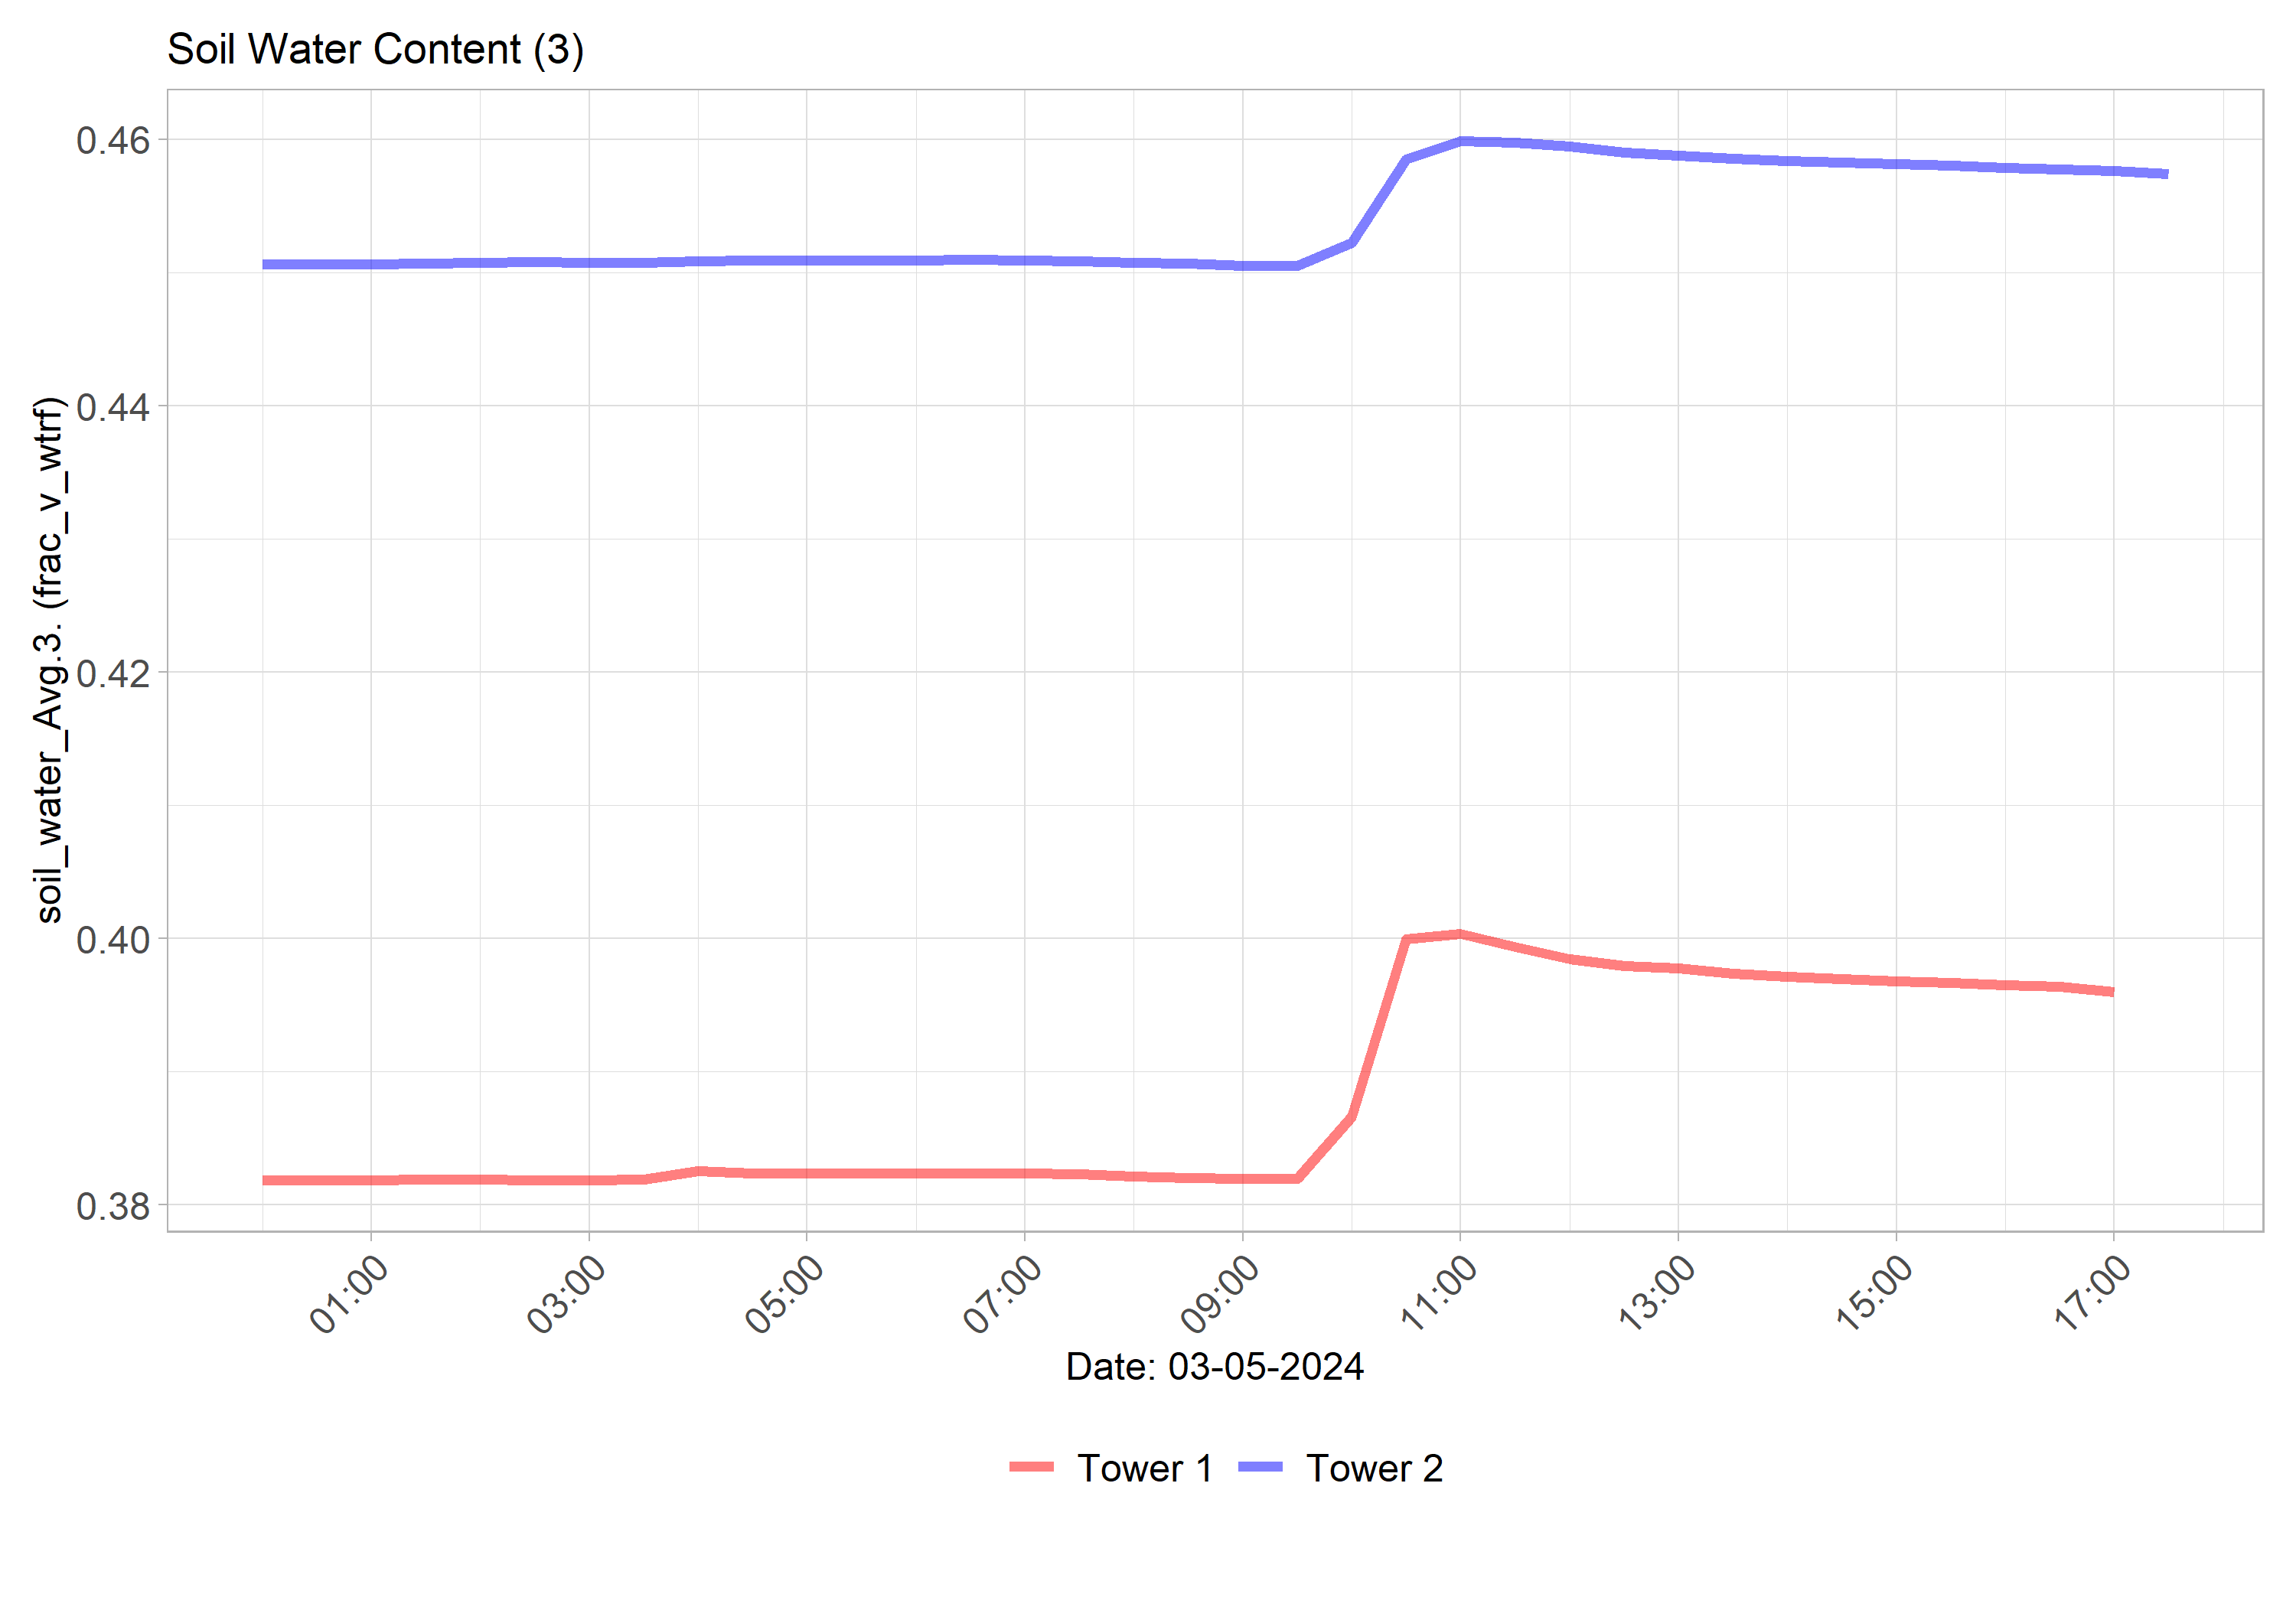 Soil Water Content (3)
soil_water_Avg.3. (frac_v_wtrf)
0.46
0.44
0.42
0.40
0.38
01:00
03:00
05:00
07:00
09:00
11:00
13:00
15:00
17:00
Date: 03-05-2024
Tower 1
Tower 2